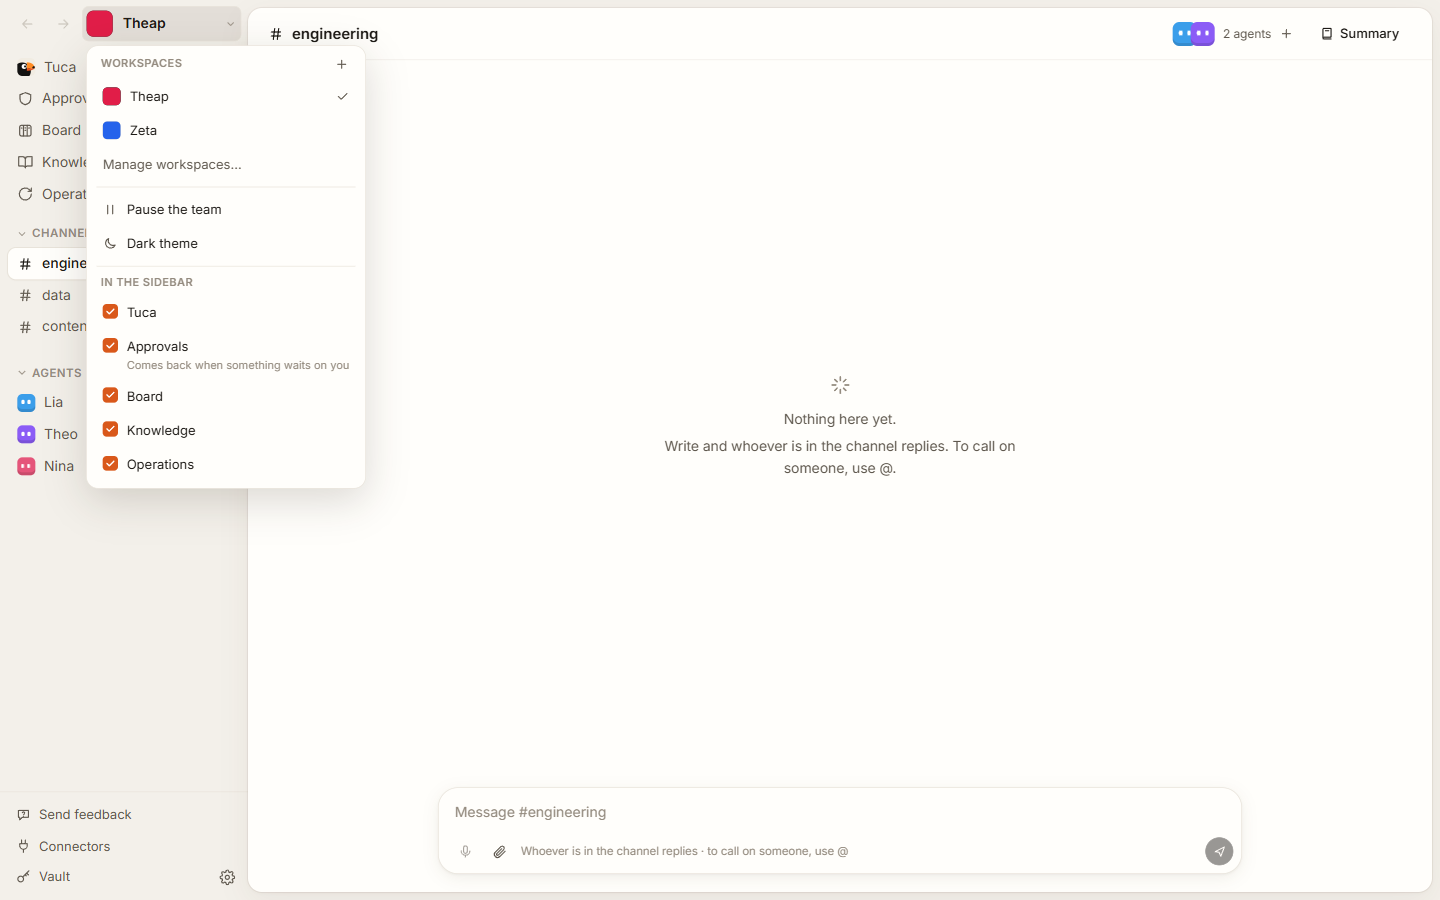 Theap
Tuca
Approv
Board
Knowle
Operat
CHANNE
# engine
# data
# conten
AGENTS
Lia
Theo
Nina
Send feedback
Connectors
Vault
WORKSPACES
Theap
Zeta
Manage workspaces...
Pause the team
Dark theme
IN THE SIDEBAR
Tuca
Approvals
Comes back when something waits on you
Board
Knowledge
Operations
# engineering
2 agents
Summary
Nothing here yet.
Write and whoever is in the channel replies. To call on
someone, use @.
Message #engineering
Whoever is in the channel replies · to call on someone, use @